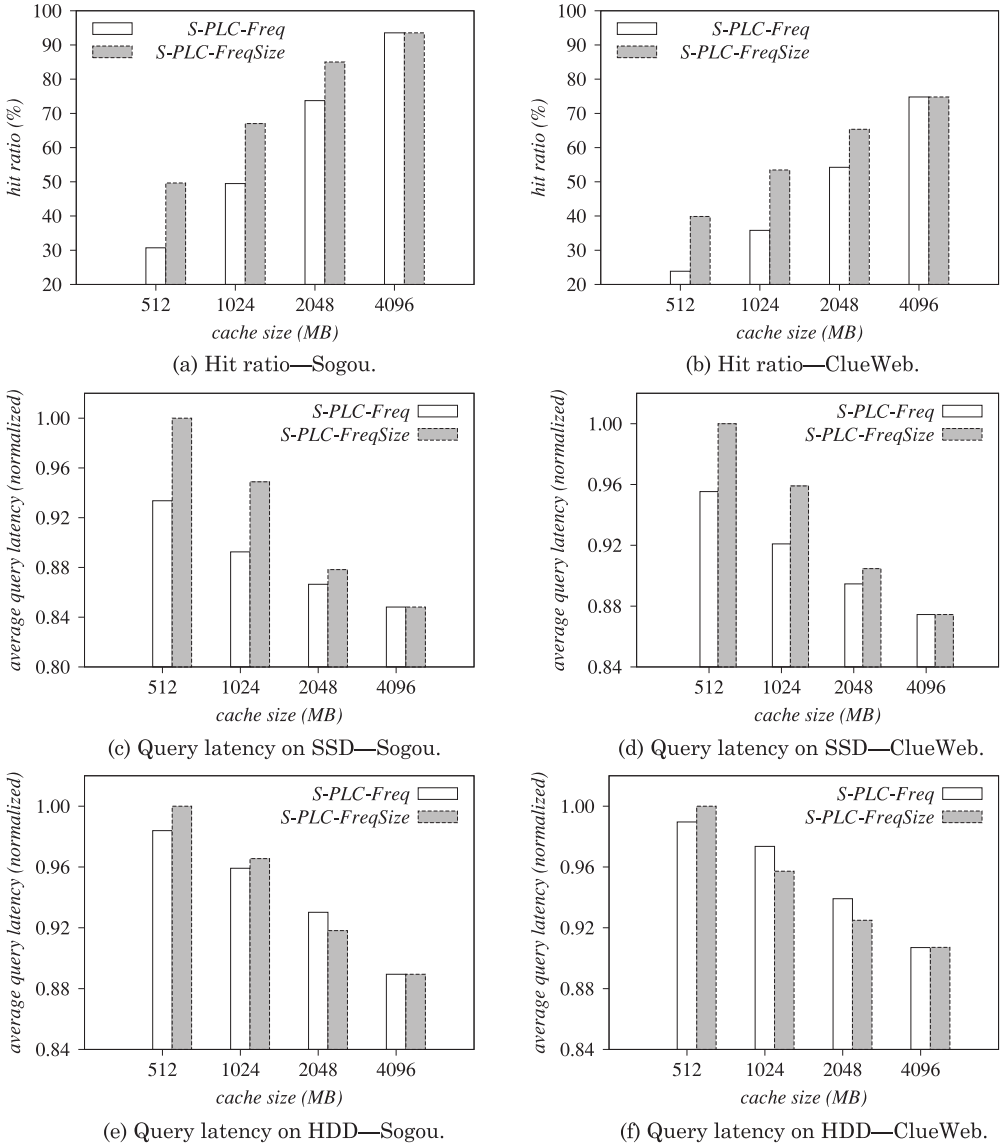 100
90
80
70
60
50
40
30
20
hit ratio (%)
S-PLC-Freq
S-PLC-FreqSize
512 1024 2048 4096
cache size (MB)
(a) Hit ratio—Sogou.
100
90
80
70
60
50
40
30
20
hit ratio (%)
S-PLC-Freq
S-PLC-FreqSize
512 1024 2048 4096
cache size (MB)
(b) Hit ratio—ClueWeb.
1.00
0.96
0.92
0.88
0.84
0.80
average query latency (normalized)
S-PLC-Freq
S-PLC-FreqSize
512 1024 2048 4096
cache size (MB)
(c) Query latency on SSD—Sogou.
1.00
0.96
0.92
0.88
0.84
average query latency (normalized)
S-PLC-Freq
S-PLC-FreqSize
512 1024 2048 4096
cache size (MB)
(d) Query latency on SSD—ClueWeb.
1.00
0.96
0.92
0.88
0.84
average query latency (normalized)
S-PLC-Freq
S-PLC-FreqSize
512 1024 2048 4096
cache size (MB)
(e) Query latency on HDD—Sogou.
1.00
0.96
0.92
0.88
0.84
average query latency (normalized)
S-PLC-Freq
S-PLC-FreqSize
512 1024 2048 4096
cache size (MB)
(f) Query latency on HDD—ClueWeb.